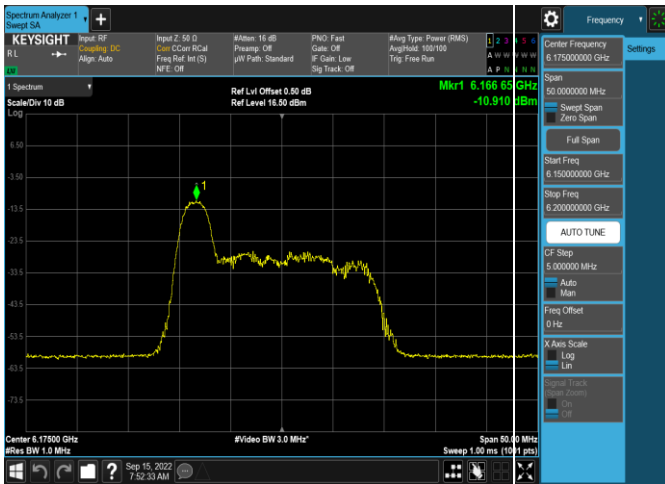 Spectrum Analyzer 1
Swept SA
+
Frequency
KEYSIGHT
RL
Input: RF
Coupling: DC
Align: Auto
Input Z: 50 Ω
Corr CCorr RCal
Freq Ref: Int (S)
NFE: Off
#Atten: 16 dB
Preamp: Off
µW Path: Standard
PNO: Fast
Gate: Off
IF Gain: Low
Sig Track: Off
#Avg Type: Power (RMS)
Avg|Hold: 100/100
Trig: Free Run
1 2 3 4 5 6
A W W W W W
A P N N N N
LV
1 Spectrum
Scale/Div 10 dB
Log
Ref Lvl Offset 0.50 dB
Ref Level 16.50 dBm
Mkr1 6.166 65 GHz
-10.910 dBm
6.50
-3.50
-13.5
-23.5
-33.5
-43.5
-53.5
-63.5
-73.5
1
Center 6.17500 GHz
#Res BW 1.0 MHz
#Video BW 3.0 MHz*
Span 50.00 MHz
Sweep 1.00 ms (1001 pts)
Center Frequency
6.175000000 GHz
Settings
Span
50.0000000 MHz
Swept Span
Zero Span
Full Span
Start Freq
6.150000000 GHz
Stop Freq
6.200000000 GHz
AUTO TUNE
CF Step
5.000000 MHz
Auto
Man
Freq Offset
0 Hz
X Axis Scale
Log
Lin
Signal Track
(Span Zoom)
On
Off
?
Sep 15, 2022
7:52:33 AM